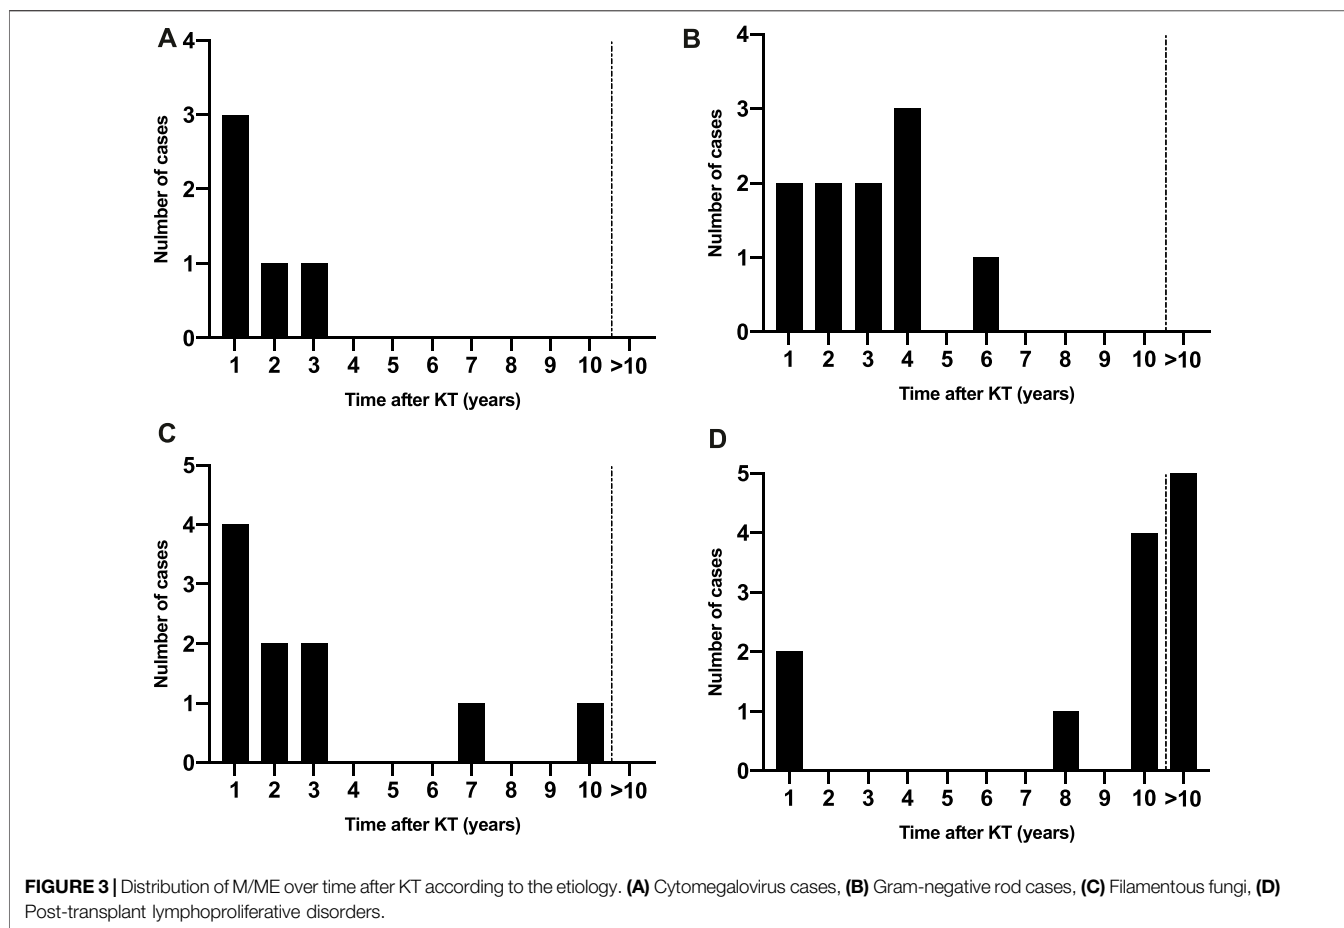 A
4
3
2
1
0
Nulmber of cases
1 2 3 4 5 6 7 8 9 10 >10
Time after KT (years)
B
4
3
2
1
0
Nulmber of cases
1 2 3 4 5 6 7 8 9 10 >10
Time after KT (years)
C
5
4
3
2
1
0
Nulmber of cases
1 2 3 4 5 6 7 8 9 10 >10
Time after KT (years)
D
5
4
3
2
1
0
Nulmber of cases
1 2 3 4 5 6 7 8 9 10 >10
Time after KT (years)
FIGURE 3 | Distribution of M/ME over time after KT according to the etiology. (A) Cytomegalovirus cases, (B) Gram-negative rod cases, (C) Filamentous fungi, (D)
Post-transplant lymphoproliferative disorders.